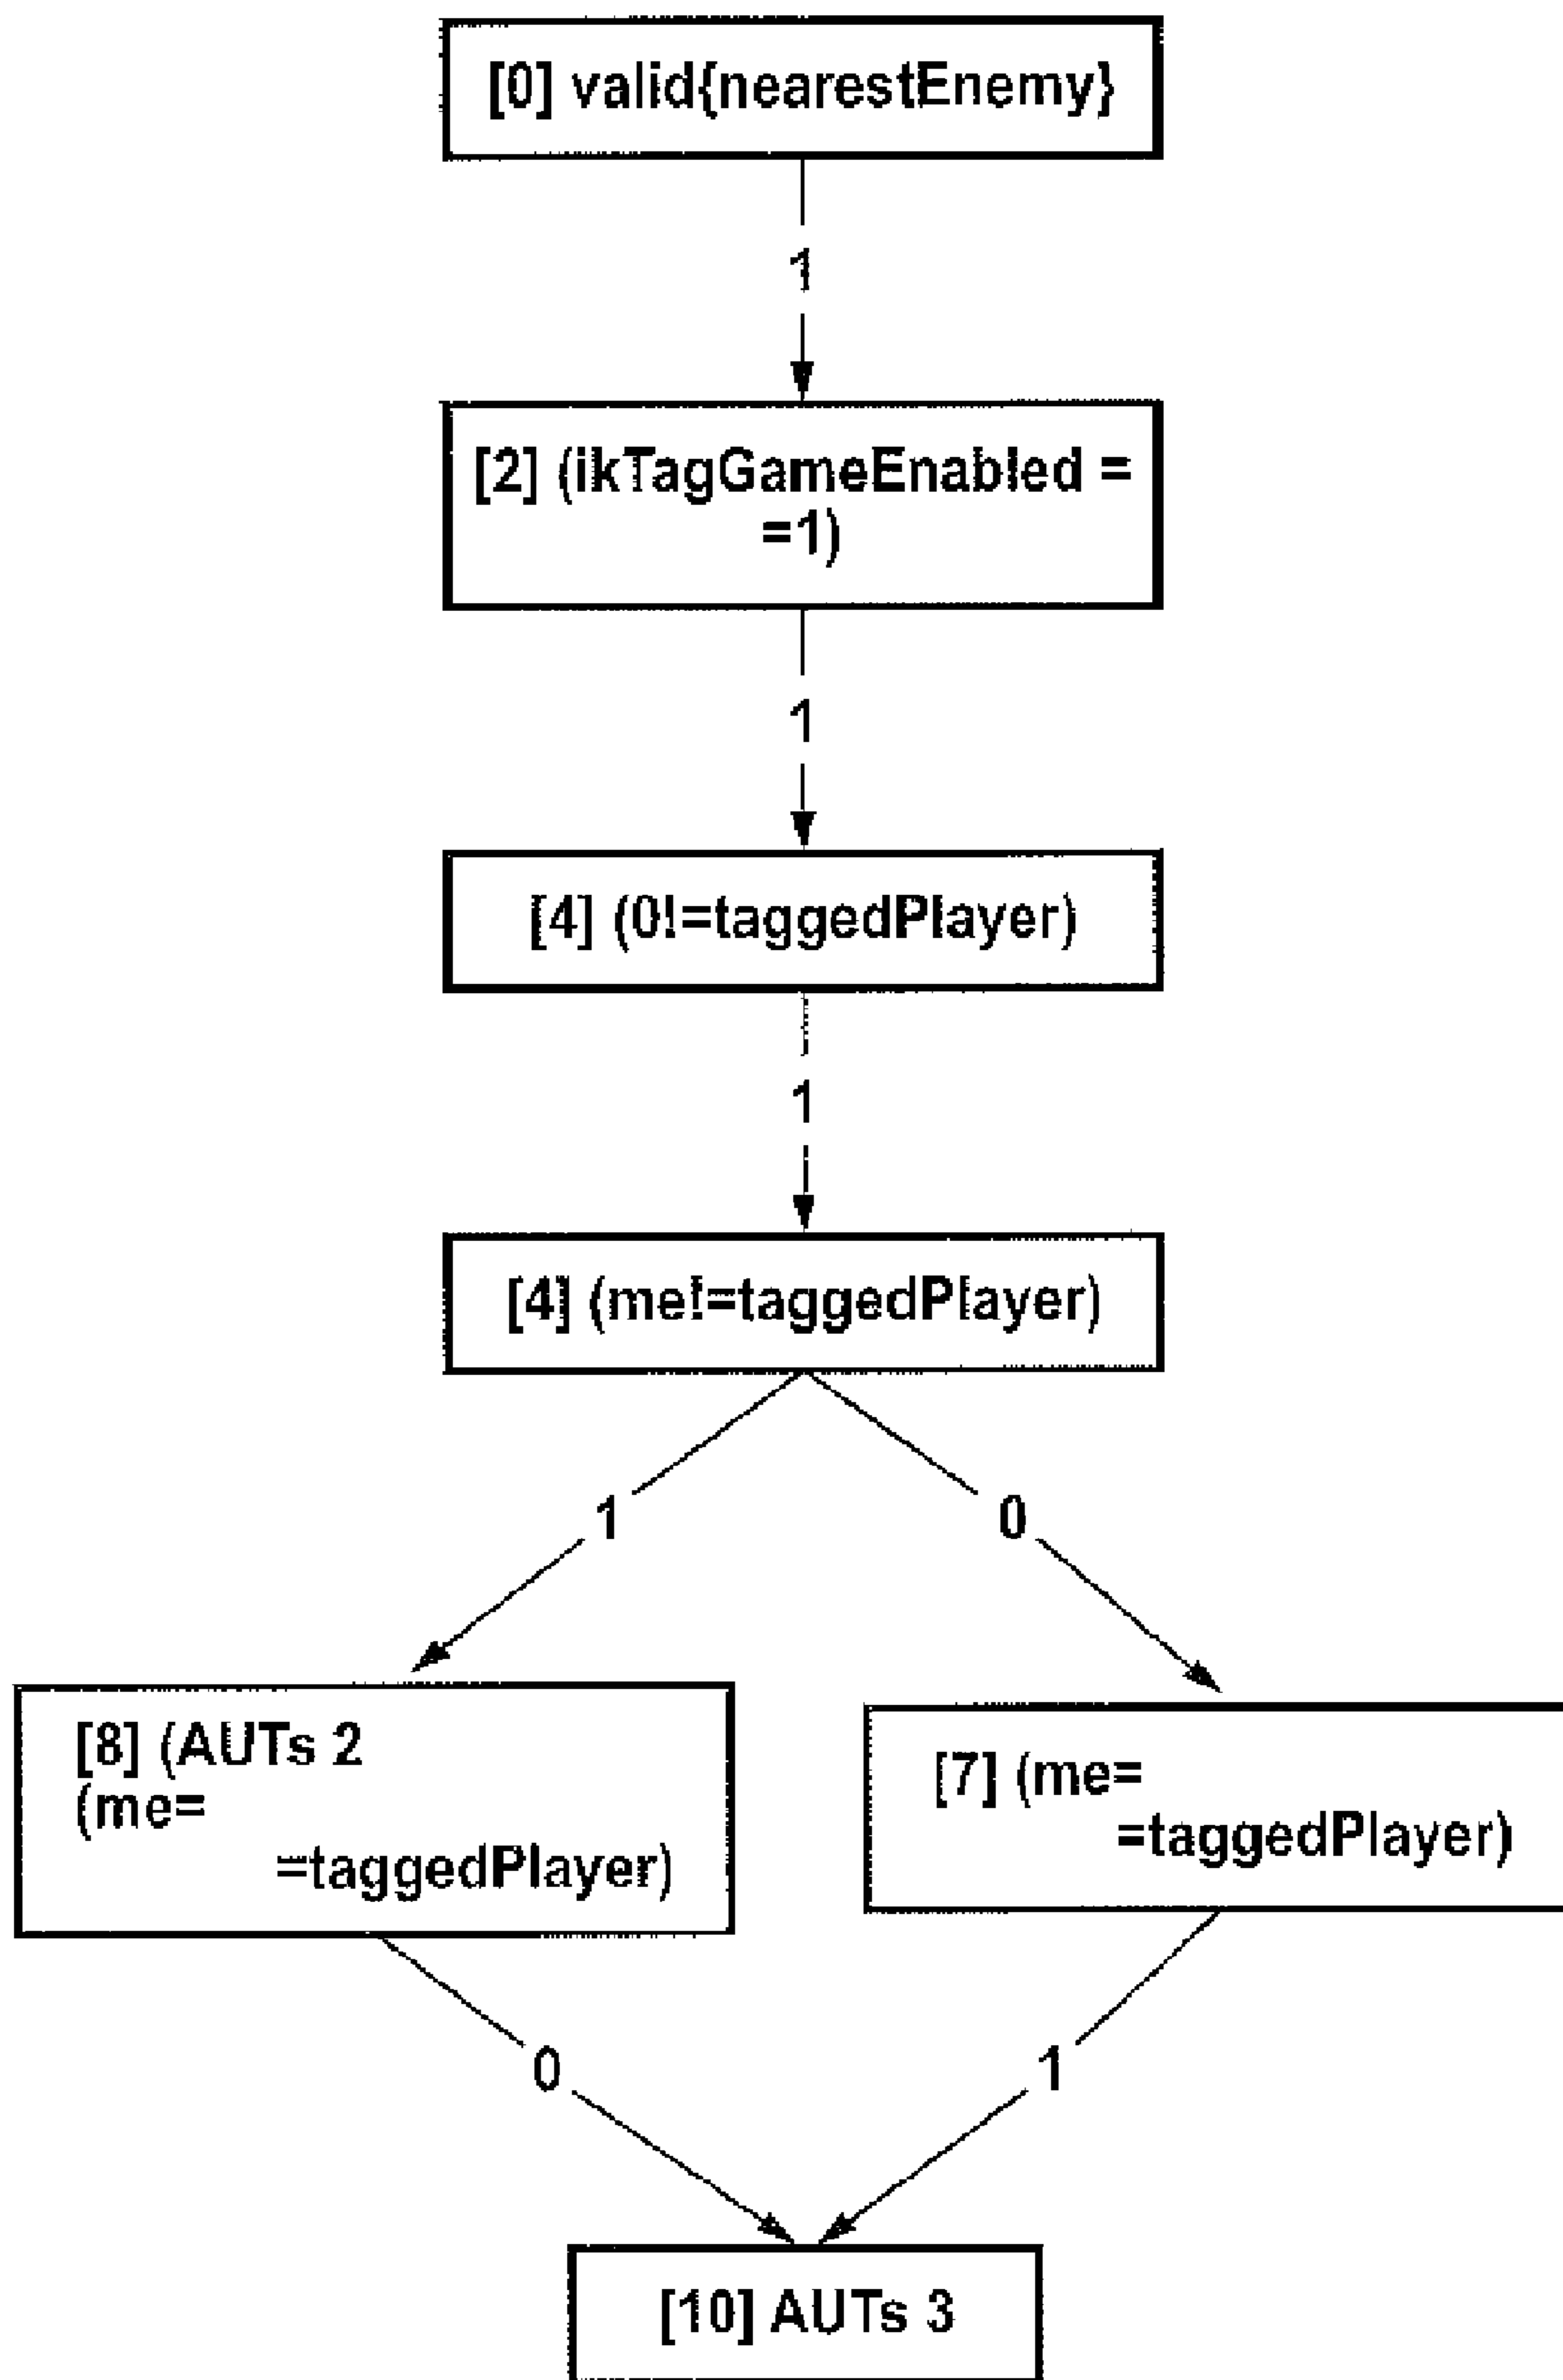 [0] valid{nearestEnemy}
1
[2] (ikTagGameEnabled =
=1)
1
[4] (0!=taggedPlayer)
1
[4] (me!=taggedPlayer)
1
0
[8] (AUTs 2
(me=
=taggedPlayer)
[7] (me=
=taggedPlayer)
0
1
[10] AUTs 3